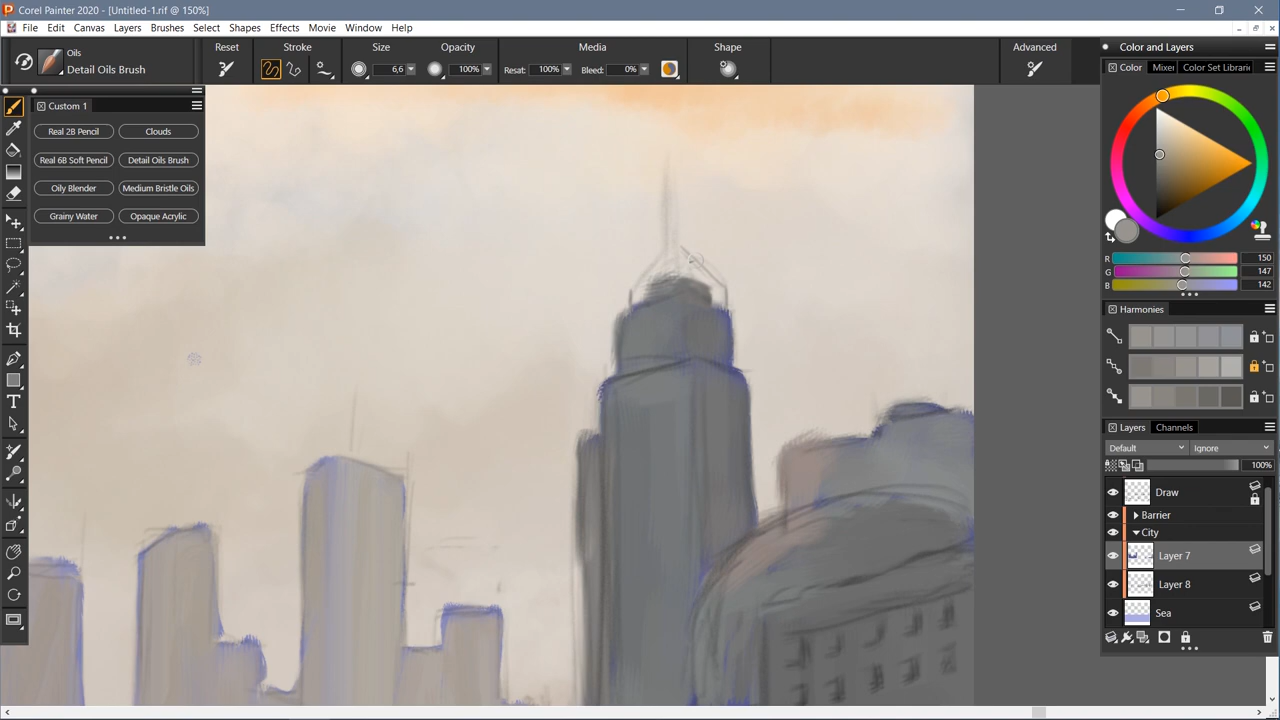 Corel Painter 2020 - [Untitled-1.rif @ 150%]
File Edit Canvas Layers Brushes Select Shapes Effects Movie Window Help
Oils
Detail Oils Brush
Reset
Stroke
Size
6,6
Opacity
100%
Media
Resat: 100%
Bleed: 0%
Shape
Advanced
Custom 1
Real 2B Pencil
Clouds
Real 6B Soft Pencil
Detail Oils Brush
Oily Blender
Medium Bristle Oils
Grainy Water
Opaque Acrylic
Color and Layers
Color Mixer Color Set Librari
R 150
G 147
B 142
Harmonies
Layers Channels
Default Ignore
100%
Draw
Barrier
City
Layer 7
Layer 8
Sea